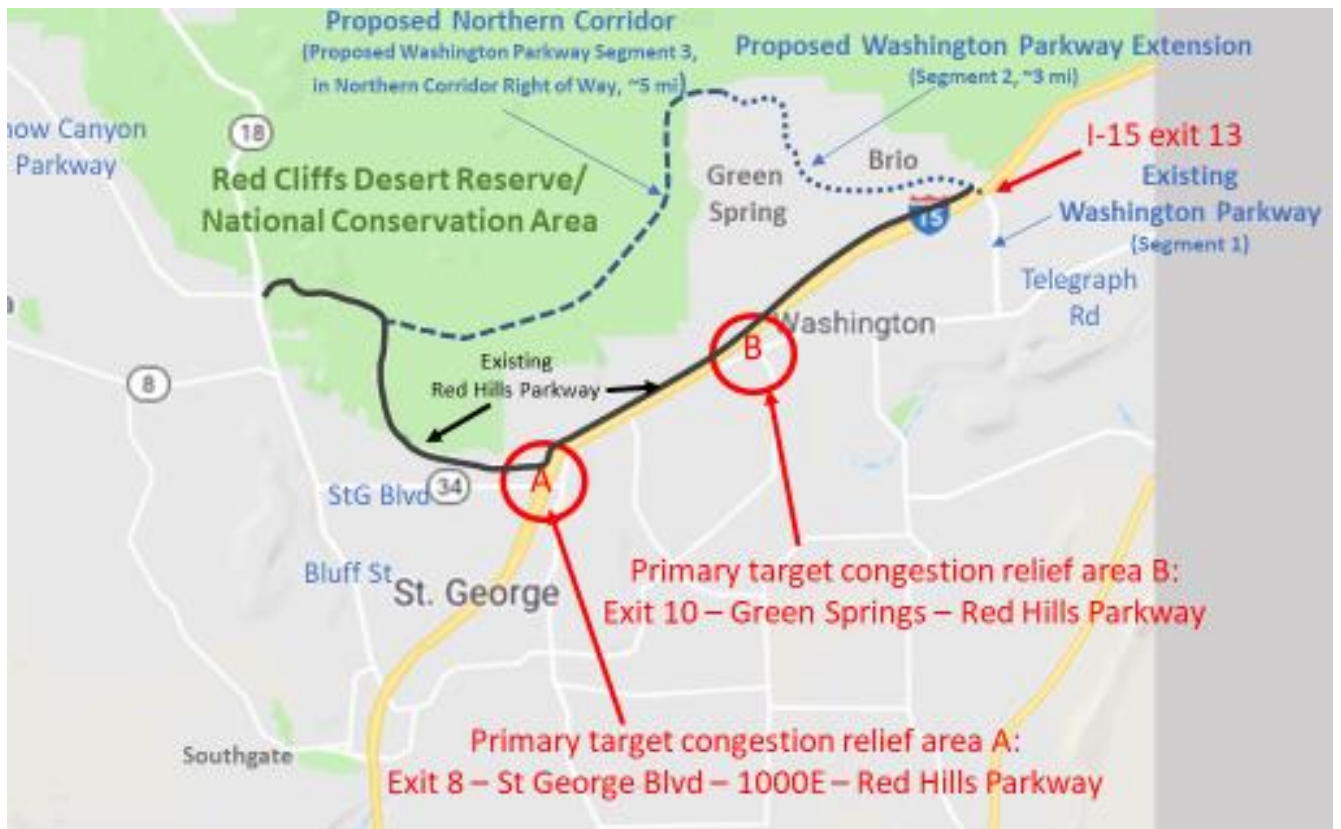 Proposed Northern Corridor
(Proposed Washington Parkway Segment 3,
in Northern Corridor Right of Way, ~5 mi)
Proposed Washington Parkway Extension
(Segment 2, ~3 mi)
now Canyon
Parkway
18
I-15 exit 13
Red Cliffs Desert Reserve/
National Conservation Area
Green
Spring
Brio
Existing
Washington Parkway
(Segment 1)
15
Telegraph
Rd
Washington
B
8
Existing
Red Hills Parkway
A
StG Blvd
34
Bluff St
St. George
Primary target congestion relief area B:
Exit 10 – Green Springs – Red Hills Parkway
Southgate
Primary target congestion relief area A:
Exit 8 – St George Blvd – 1000E – Red Hills Parkway